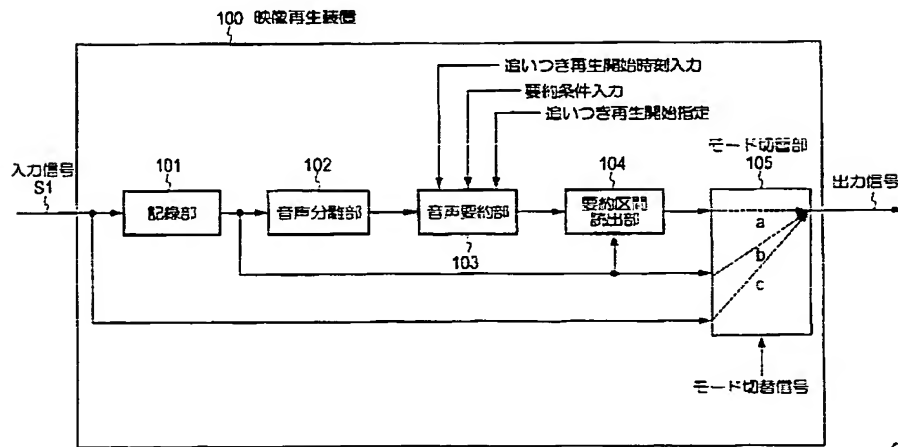 100 映像再生装置
追いつき再生開始時刻入力
要約条件入力
追いつき再生開始指定
入力信号
S1
101
記録部
102
音声分離部
音声要約部
103
104
要約区間
読出部
モード切替部
105
a
b
c
出力信号
モード切替信号